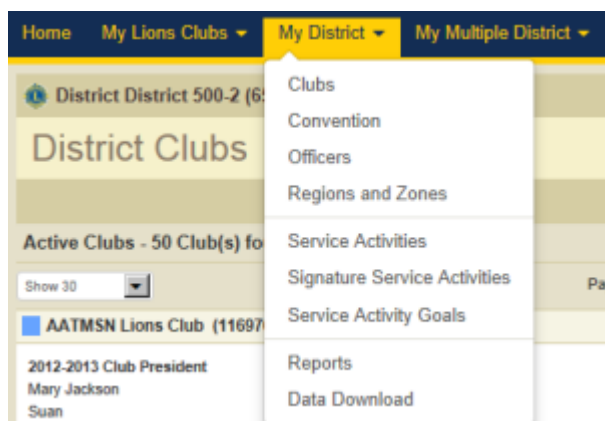 Home My Lions Clubs My District My Multiple District
Clubs
Convention
Officers
Regions and Zones
Service Activities
Signature Service Activities
Service Activity Goals
Reports
Data Download
District District 500-2 (6
District Clubs
Active Clubs - 50 Club(s) fo
Show 30
Pa
AATMSN Lions Club (11697
2012-2013 Club President
Mary Jackson
Suan